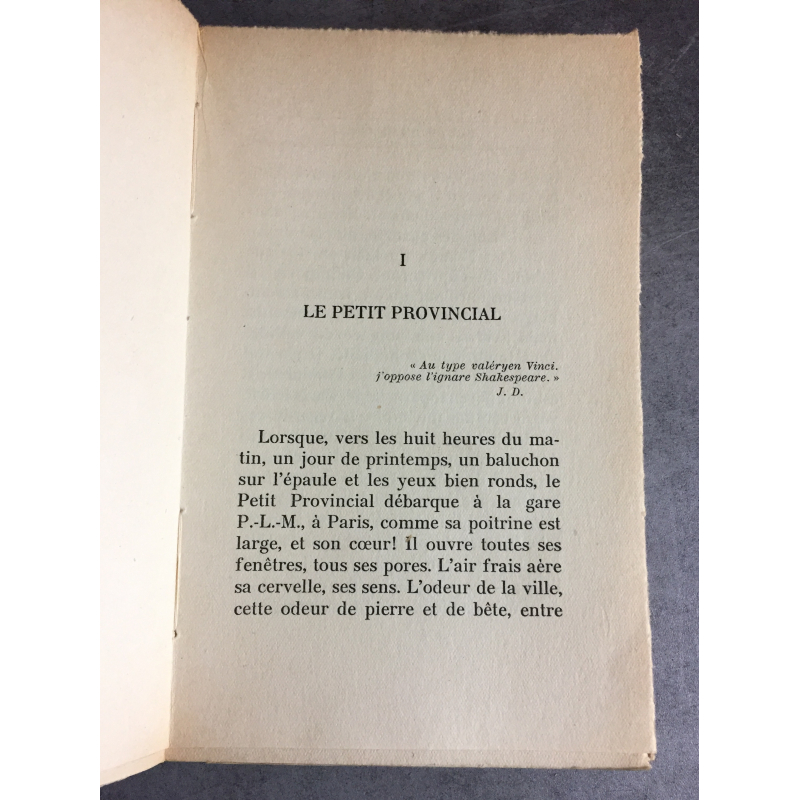 I
LE PETIT PROVINCIAL
« Au type valéryen Vinci.
j'oppose l'ignare Shakespeare. »
J. D.
Lorsque, vers les huit heures du ma-
tin, un jour de printemps, un baluchon
sur l'épaule et les yeux bien ronds, le
Petit Provincial débarque à la gare
P.-L.-M., à Paris, comme sa poitrine est
large, et son cœur! Il ouvre toutes ses
fenêtres, tous ses pores. L'air frais aère
sa cervelle, ses sens. L'odeur de la ville,
cette odeur de pierre et de bête, entre